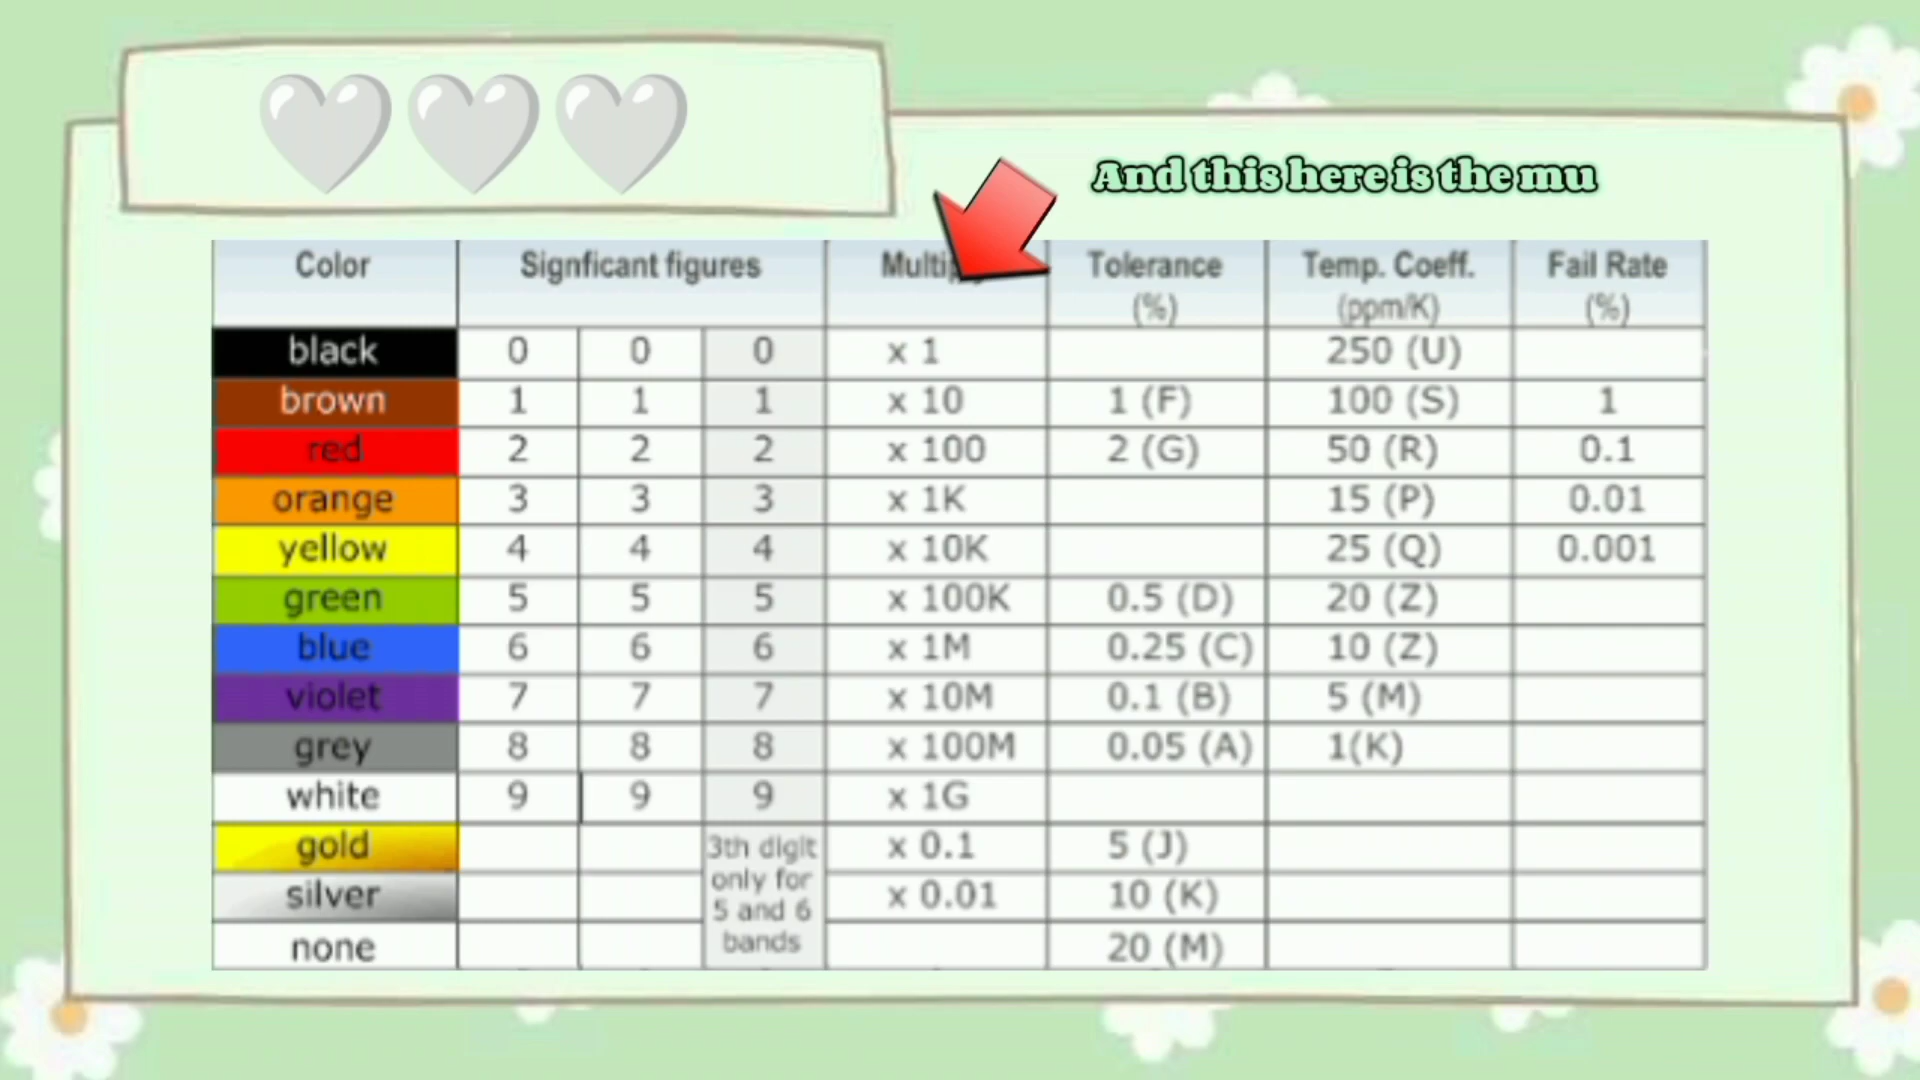 And this here is the mu
Color Signficant figures Tolerance Temp. Coeff. Fail Rate
(%) (ppm/K) (%)
black 0 0 0 x 1 250 (U)
brown 1 1 1 x 10 1 (F) 100 (S) 1
red 2 2 2 x 100 2 (G) 50 (R) 0.1
orange 3 3 3 x 1K 15 (P) 0.01
yellow 4 4 4 x 10K 25 (Q) 0.001
green 5 5 5 x 100K 0.5 (D) 20 (Z)
blue 6 6 6 x 1M 0.25 (C) 10 (Z)
violet 7 7 7 x 10M 0.1 (B) 5 (M)
grey 8 8 8 x 100M 0.05 (A) 1(K)
white 9 9 9 x 1G
gold 3th digit x 0.1 5 (J)
only for
silver x 0.01 10 (K)
5 and 6
bands
none 20 (M)